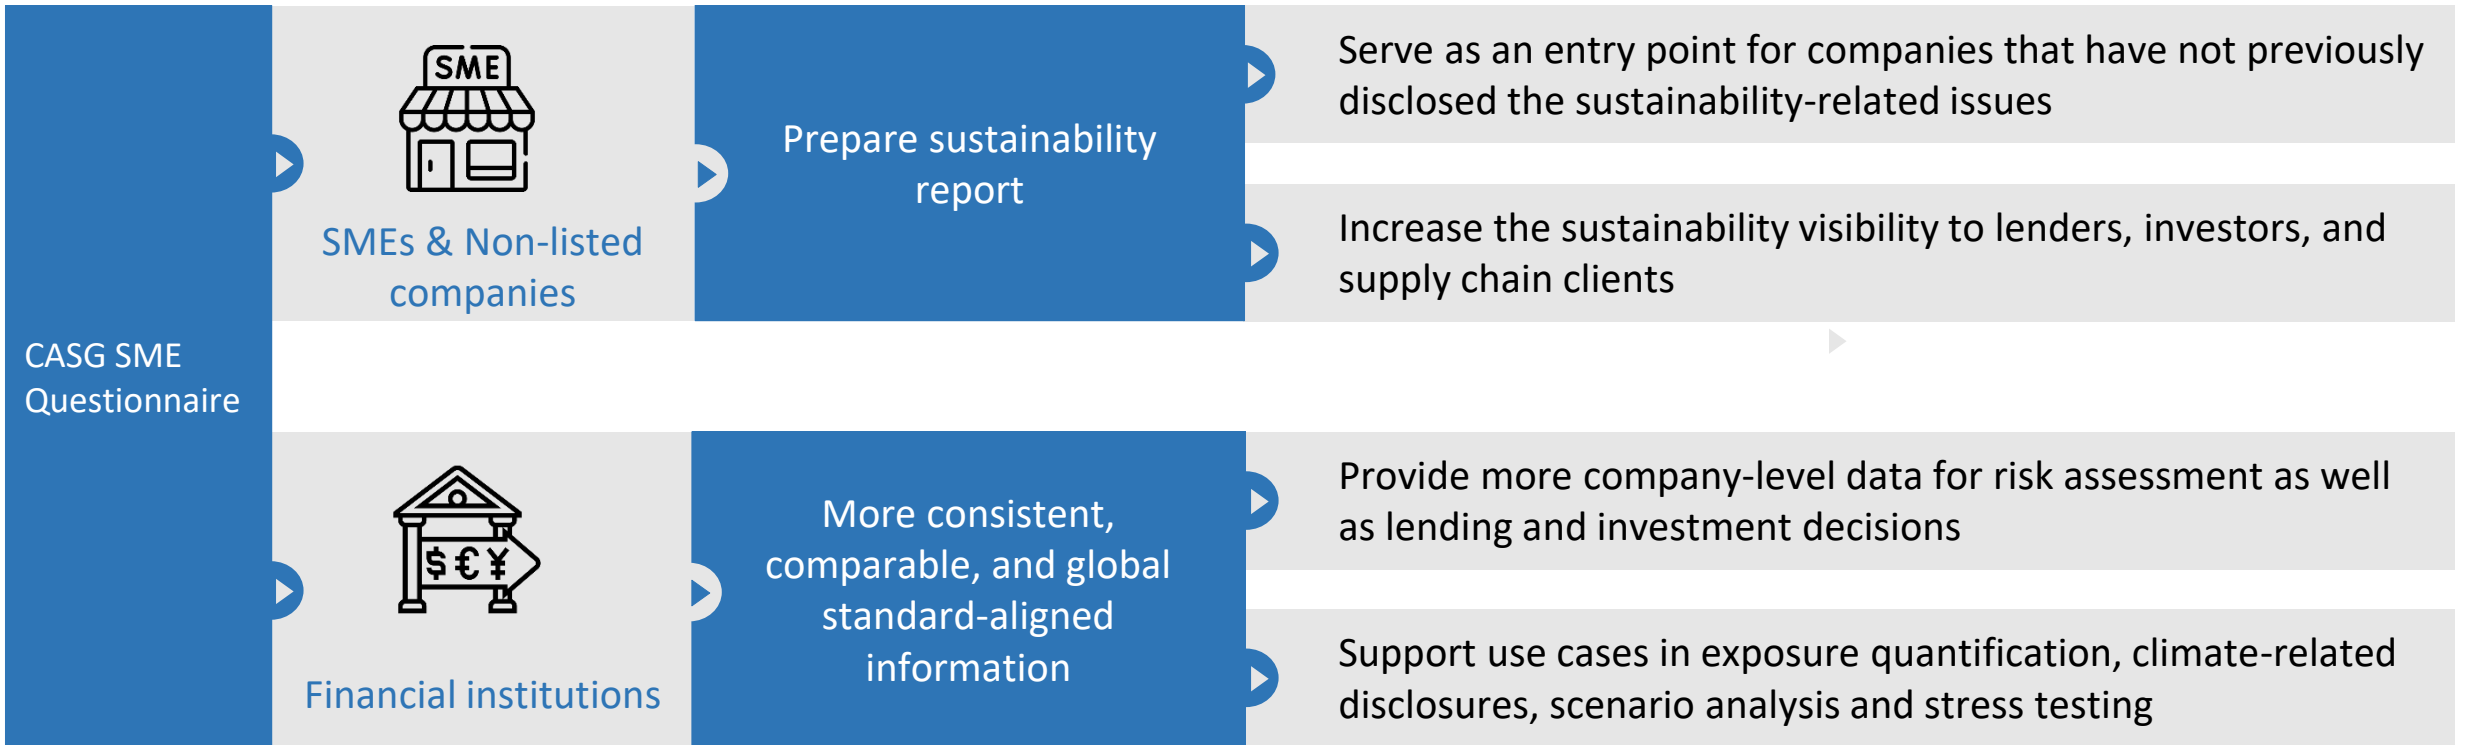 CASG SME
Questionnaire
SME
SMEs & Non-listed
companies
Prepare sustainability
report
Serve as an entry point for companies that have not previously
disclosed the sustainability-related issues
Increase the sustainability visibility to lenders, investors, and
supply chain clients
$ € ¥
Financial institutions
More consistent,
comparable, and global
standard-aligned
information
Provide more company-level data for risk assessment as well
as lending and investment decisions
Support use cases in exposure quantification, climate-related
disclosures, scenario analysis and stress testing